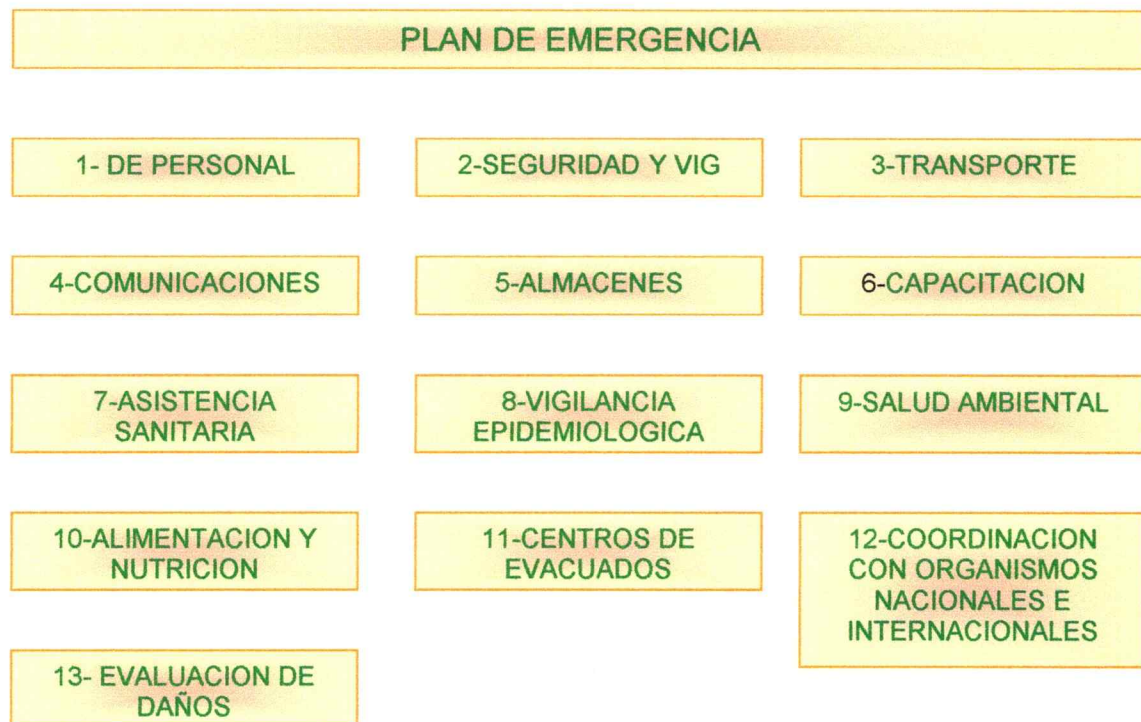 PLAN DE EMERGENCIA
1- DE PERSONAL
2-SEGURIDAD Y VIG
3-TRANSPORTE
4-COMUNICACIONES
5-ALMACENES
6-CAPACITACION
7-ASISTENCIA
SANITARIA
8-VIGILANCIA
EPIDEMIOLOGICA
9-SALUD AMBIENTAL
10-ALIMENTACION Y
NUTRICION
11-CENTROS DE
EVACUADOS
12-COORDINACION
CON ORGANISMOS
NACIONALES E
INTERNACIONALES
13- EVALUACION DE
DAÑOS